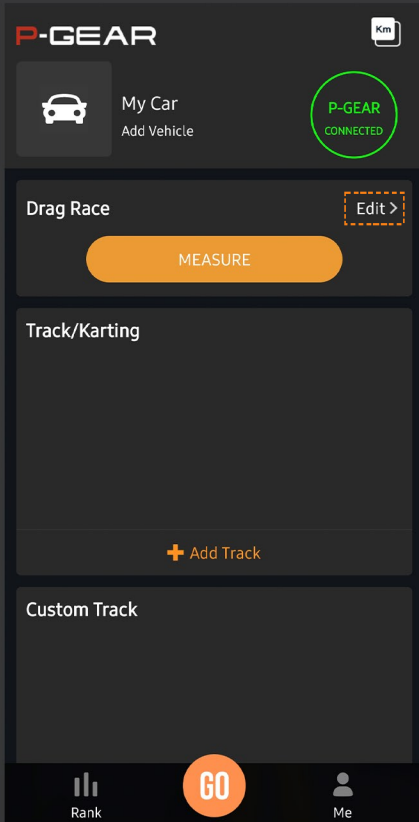 P-GEAR
Km
My Car
Add Vehicle
P-GEAR
CONNECTED
Drag Race
Edit >
MEASURE
Track/Karting
+ Add Track
Custom Track
GO
Rank
Me